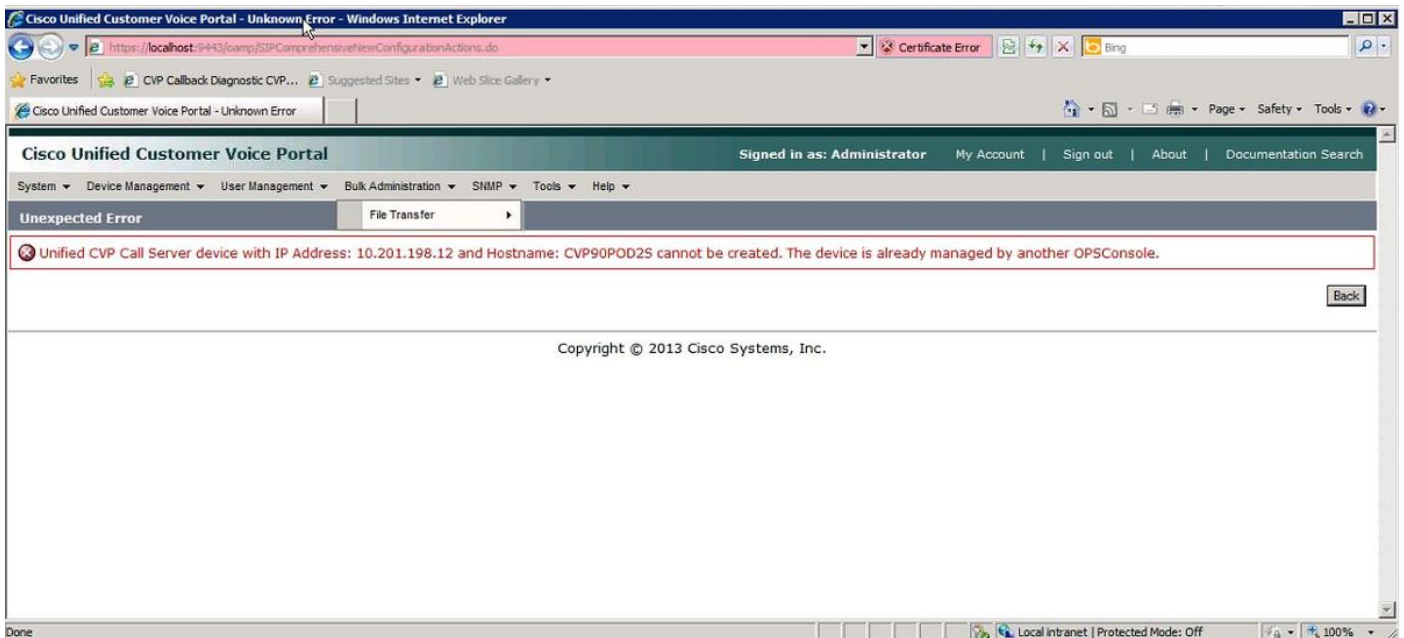 Cisco Unified Customer Voice Portal - Unknown Error - Windows Internet Explorer
https://localhost:9443/oamp/SIPComprehensiveNewConfigurationActions.do
Certificate Error
Bing
Favorites
CVP Callback Diagnostic CVP...
Suggested Sites
Web Slice Gallery
Cisco Unified Customer Voice Portal - Unknown Error
Page
Safety
Tools
Cisco Unified Customer Voice Portal
Signed in as: Administrator
My Account | Sign out | About | Documentation Search
System
Device Management
User Management
Bulk Administration
SNMP
Tools
Help
Unexpected Error
File Transfer
Unified CVP Call Server device with IP Address: 10.201.198.12 and Hostname: CVP90POD2S cannot be created. The device is already managed by another OPSConsole.
Back
Copyright © 2013 Cisco Systems, Inc.
Done
Local intranet | Protected Mode: Off
100%